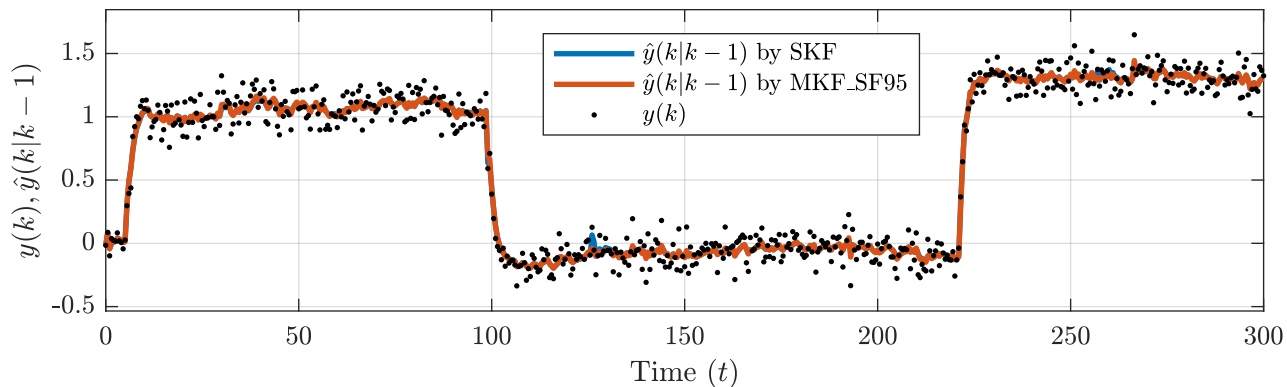 y(k), ŷ(k|k − 1)
1.5
1
0.5
0
-0.5
ŷ(k|k − 1) by SKF
ŷ(k|k − 1) by MKF_SF95
y(k)
0 50 100 150 200 250 300
Time (t)